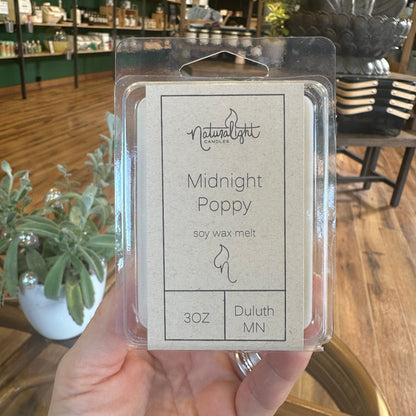 Naturalight
CANDLES
Midnight
Poppy
soy wax melt
3OZ
Duluth
MN